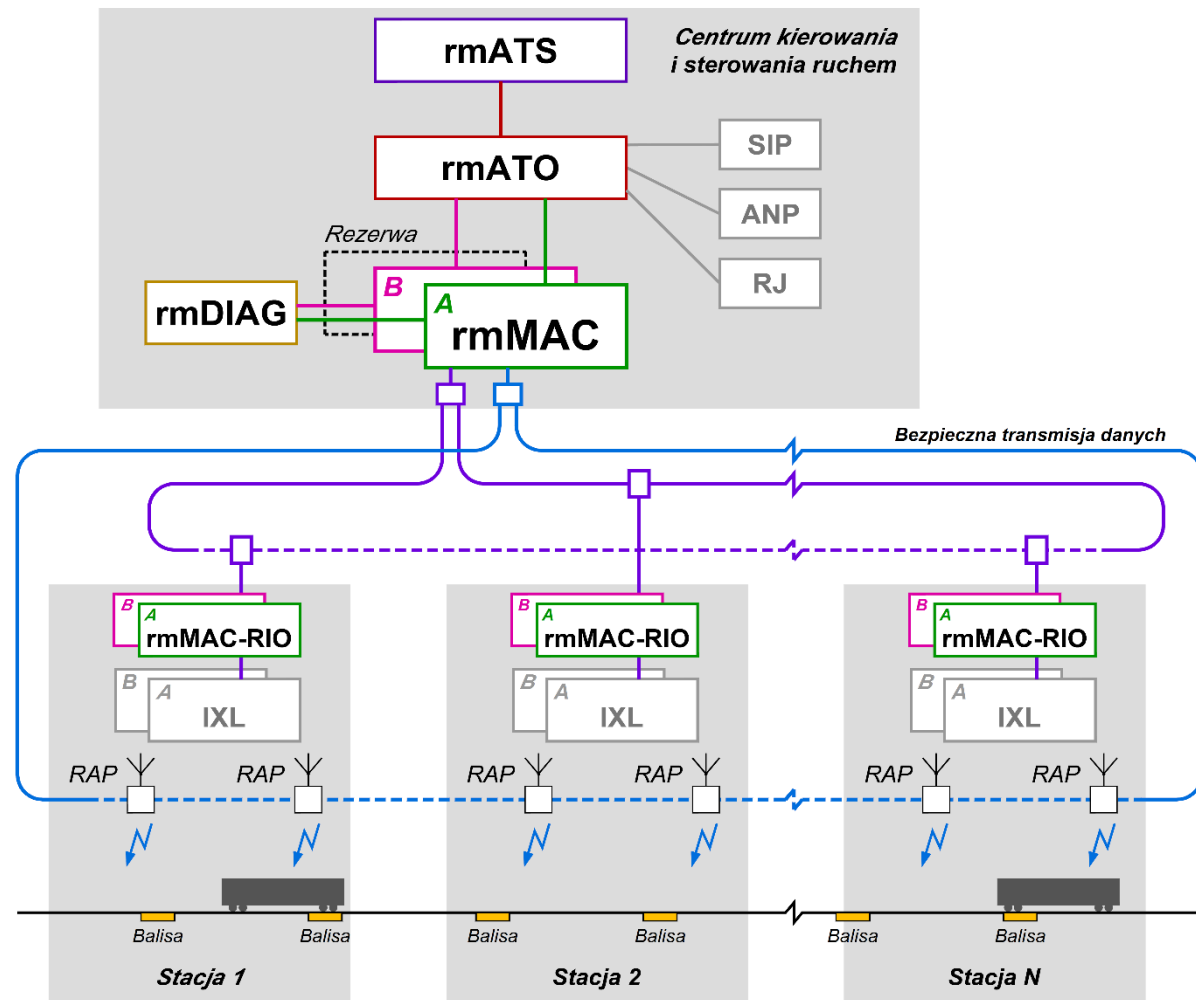 rmATS
Centrum kierowania
i sterowania ruchem
rmATO
SIP
ANP
RJ
Rezerwa
B
A
rmDIAG
rmMAC
Bezpieczna transmisja danych
B
A
rmMAC-RIO
B
A
IXL
RAP
RAP
Balisa
Balisa
Stacja 1
B
A
rmMAC-RIO
B
A
IXL
RAP
RAP
Balisa
Balisa
Stacja 2
B
A
rmMAC-RIO
B
A
IXL
RAP
RAP
Balisa
Balisa
Stacja N